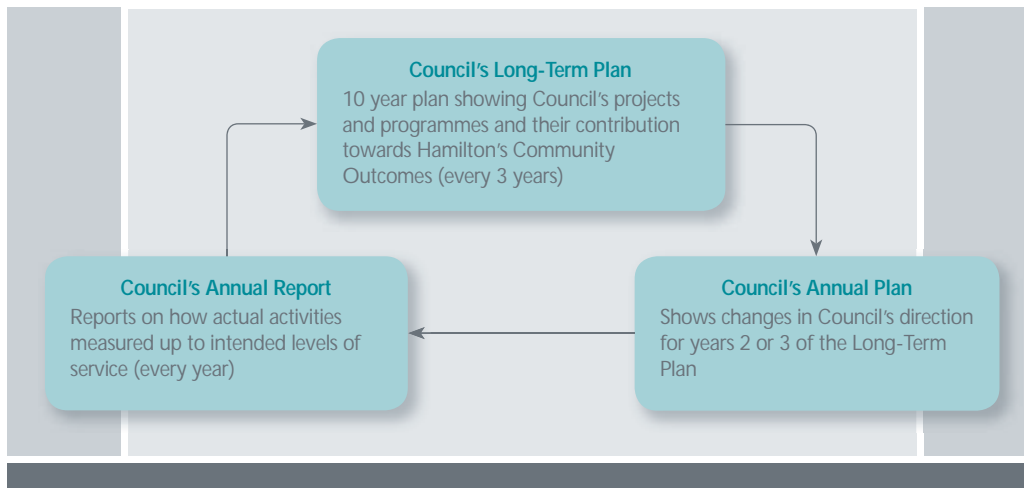 Council's Long-Term Plan
10 year plan showing Council's projects
and programmes and their contribution
towards Hamilton's Community
Outcomes (every 3 years)
Council's Annual Report
Reports on how actual activities
measured up to intended levels of
service (every year)
Council's Annual Plan
Shows changes in Council's direction
for years 2 or 3 of the Long-Term
Plan